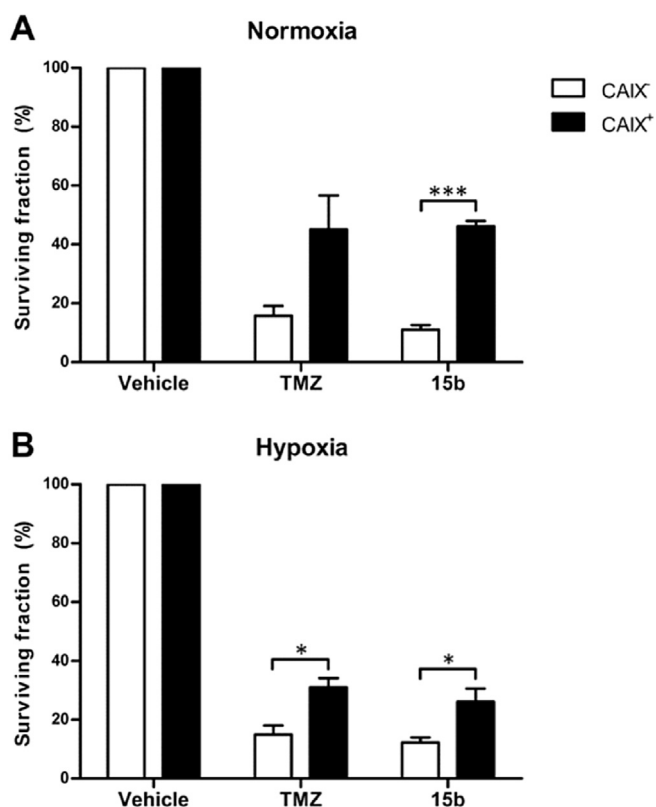 A
Normoxia
Surviving fraction (%)
100
80
60
40
20
0
***
Vehicle
TMZ
15b
CAIX⁻
CAIX⁺
B
Hypoxia
Surviving fraction (%)
100
80
60
40
20
0
*
*
Vehicle
TMZ
15b